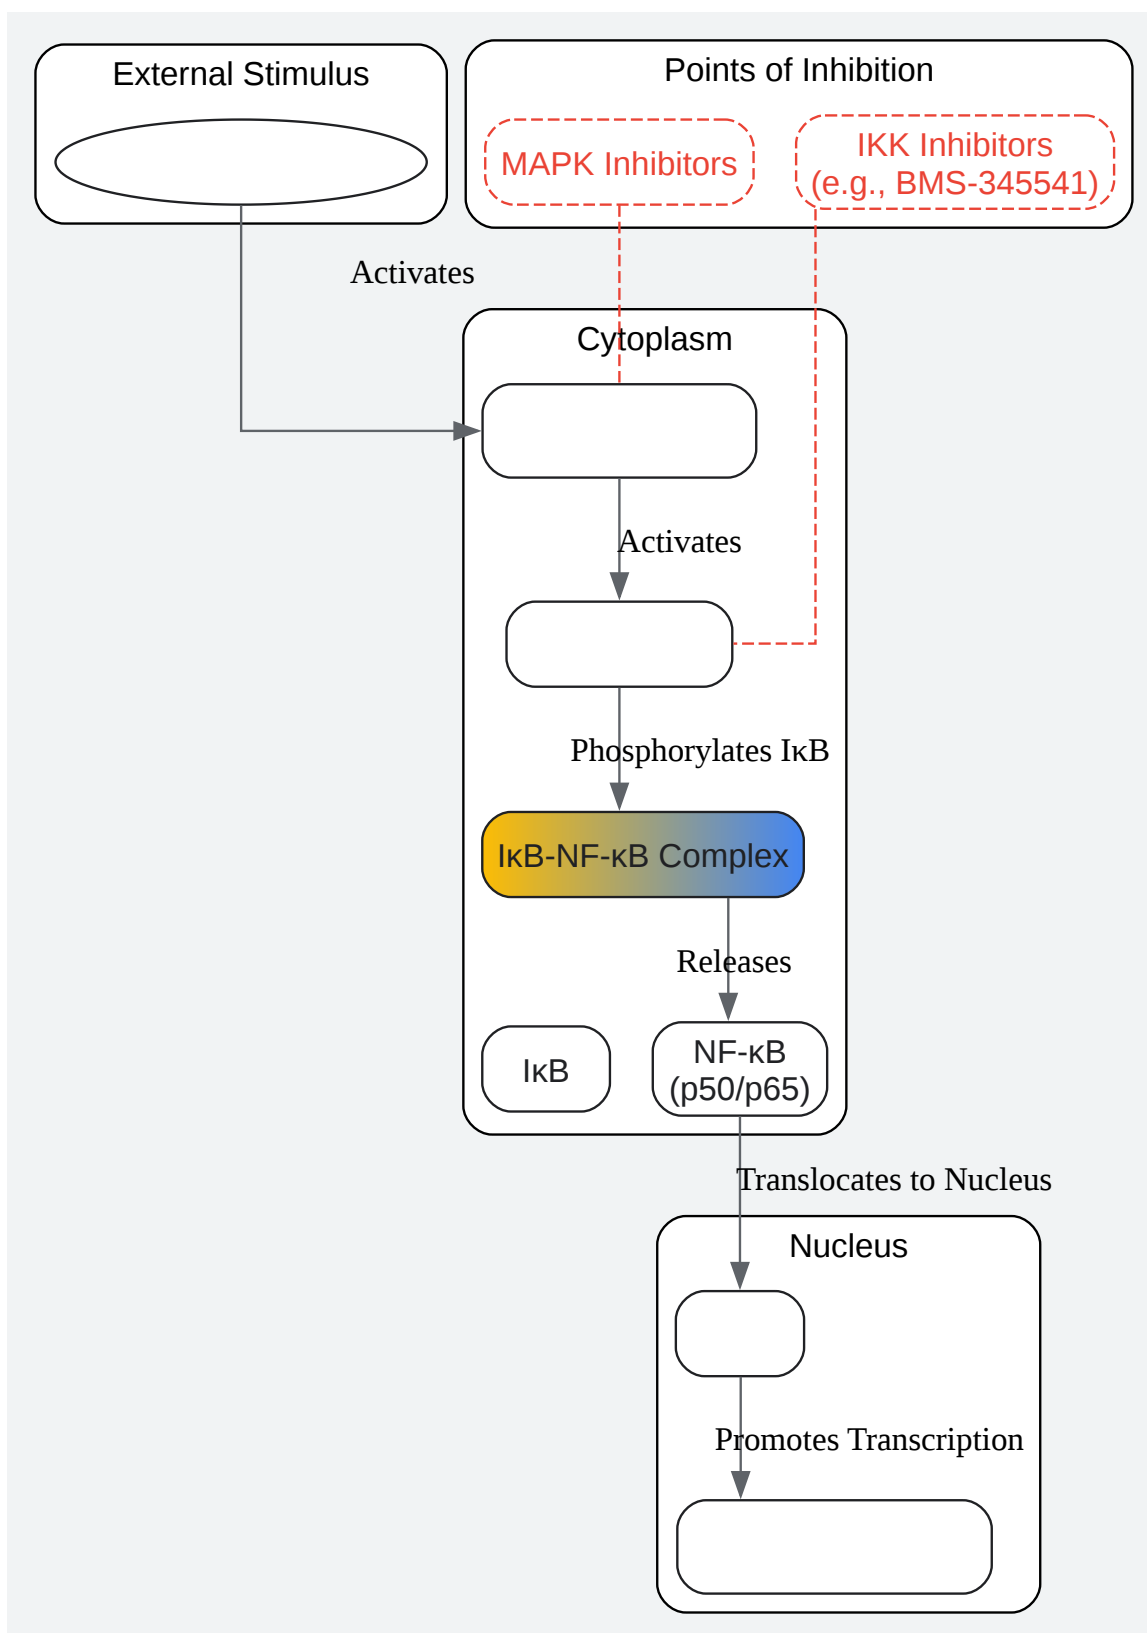 External Stimulus
Points of Inhibition
MAPK Inhibitors
IKK Inhibitors
(e.g., BMS-345541)
Activates
Cytoplasm
Activates
Phosphorylates IκB
IκB-NF-κB Complex
Releases
IκB
NF-κB
(p50/p65)
Translocates to Nucleus
Nucleus
Promotes Transcription